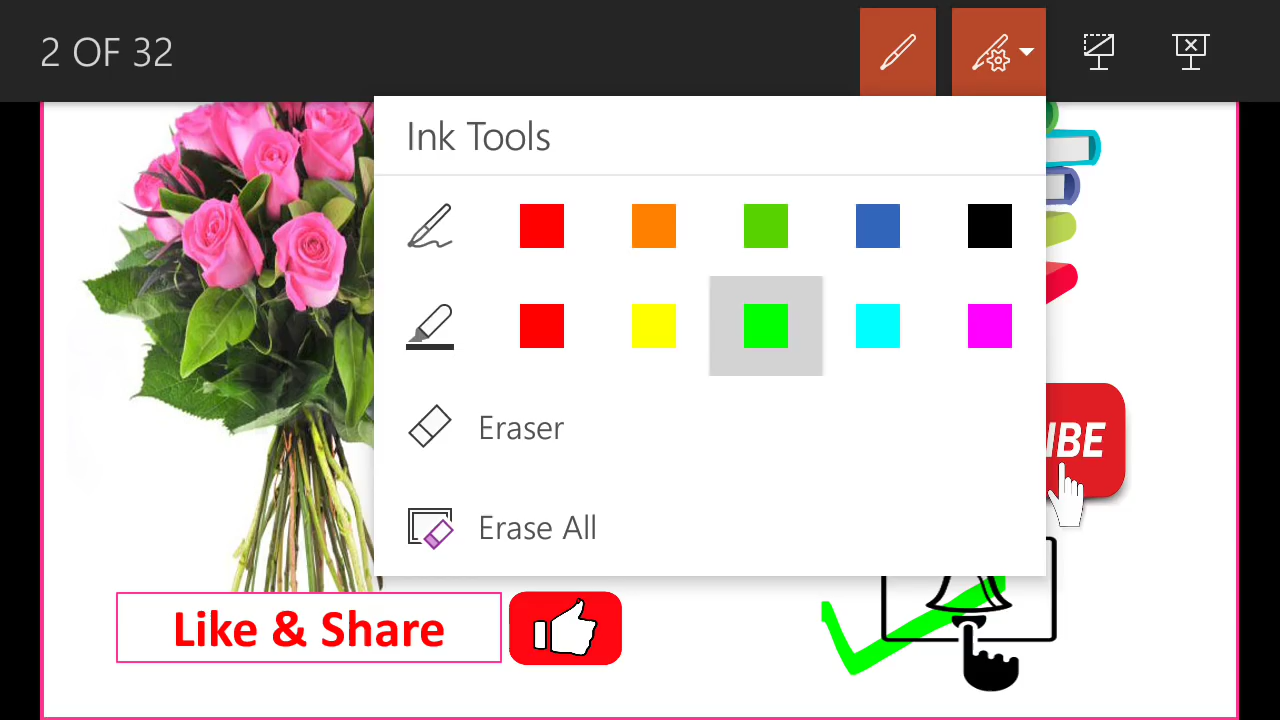 2 OF 32
Ink Tools
Eraser
IBE
Erase All
Like & Share